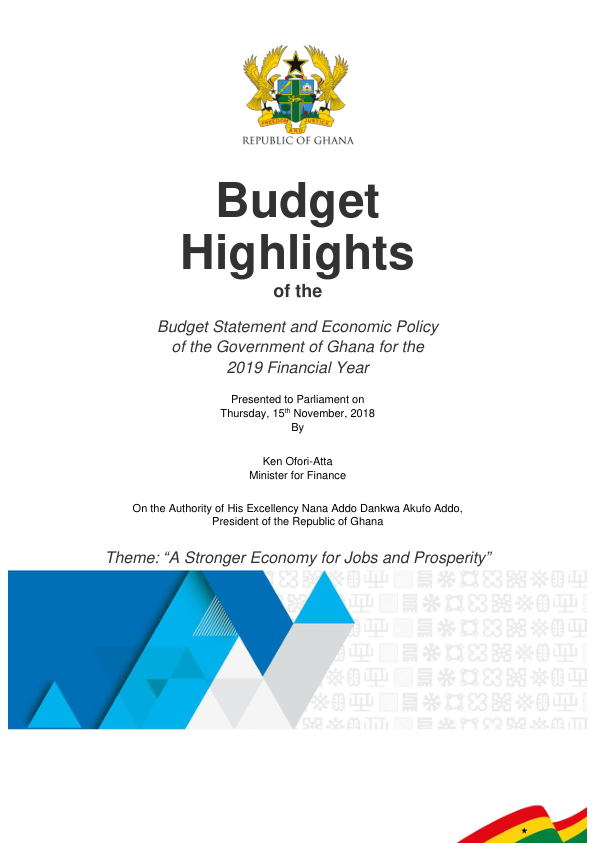 FREEDOM AND JUSTICE
REPUBLIC OF GHANA
Budget
Highlights
of the
Budget Statement and Economic Policy
of the Government of Ghana for the
2019 Financial Year
Presented to Parliament on
Thursday, 15th November, 2018
By
Ken Ofori-Atta
Minister for Finance
On the Authority of His Excellency Nana Addo Dankwa Akufo Addo,
President of the Republic of Ghana
Theme: “A Stronger Economy for Jobs and Prosperity”